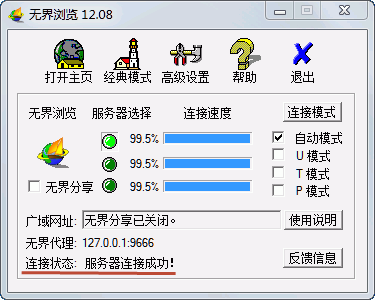 无界浏览 12.08
打开主页 经典模式 高级设置 帮助 退出
无界浏览 服务器选择 连接速度 连接模式
99.5% 自动模式
99.5% U 模式
T 模式
无界分享 99.5% P 模式
广域网址: 无界分享已关闭。 使用说明
无界代理: 127.0.0.1:9666
连接状态: 服务器连接成功! 反馈信息